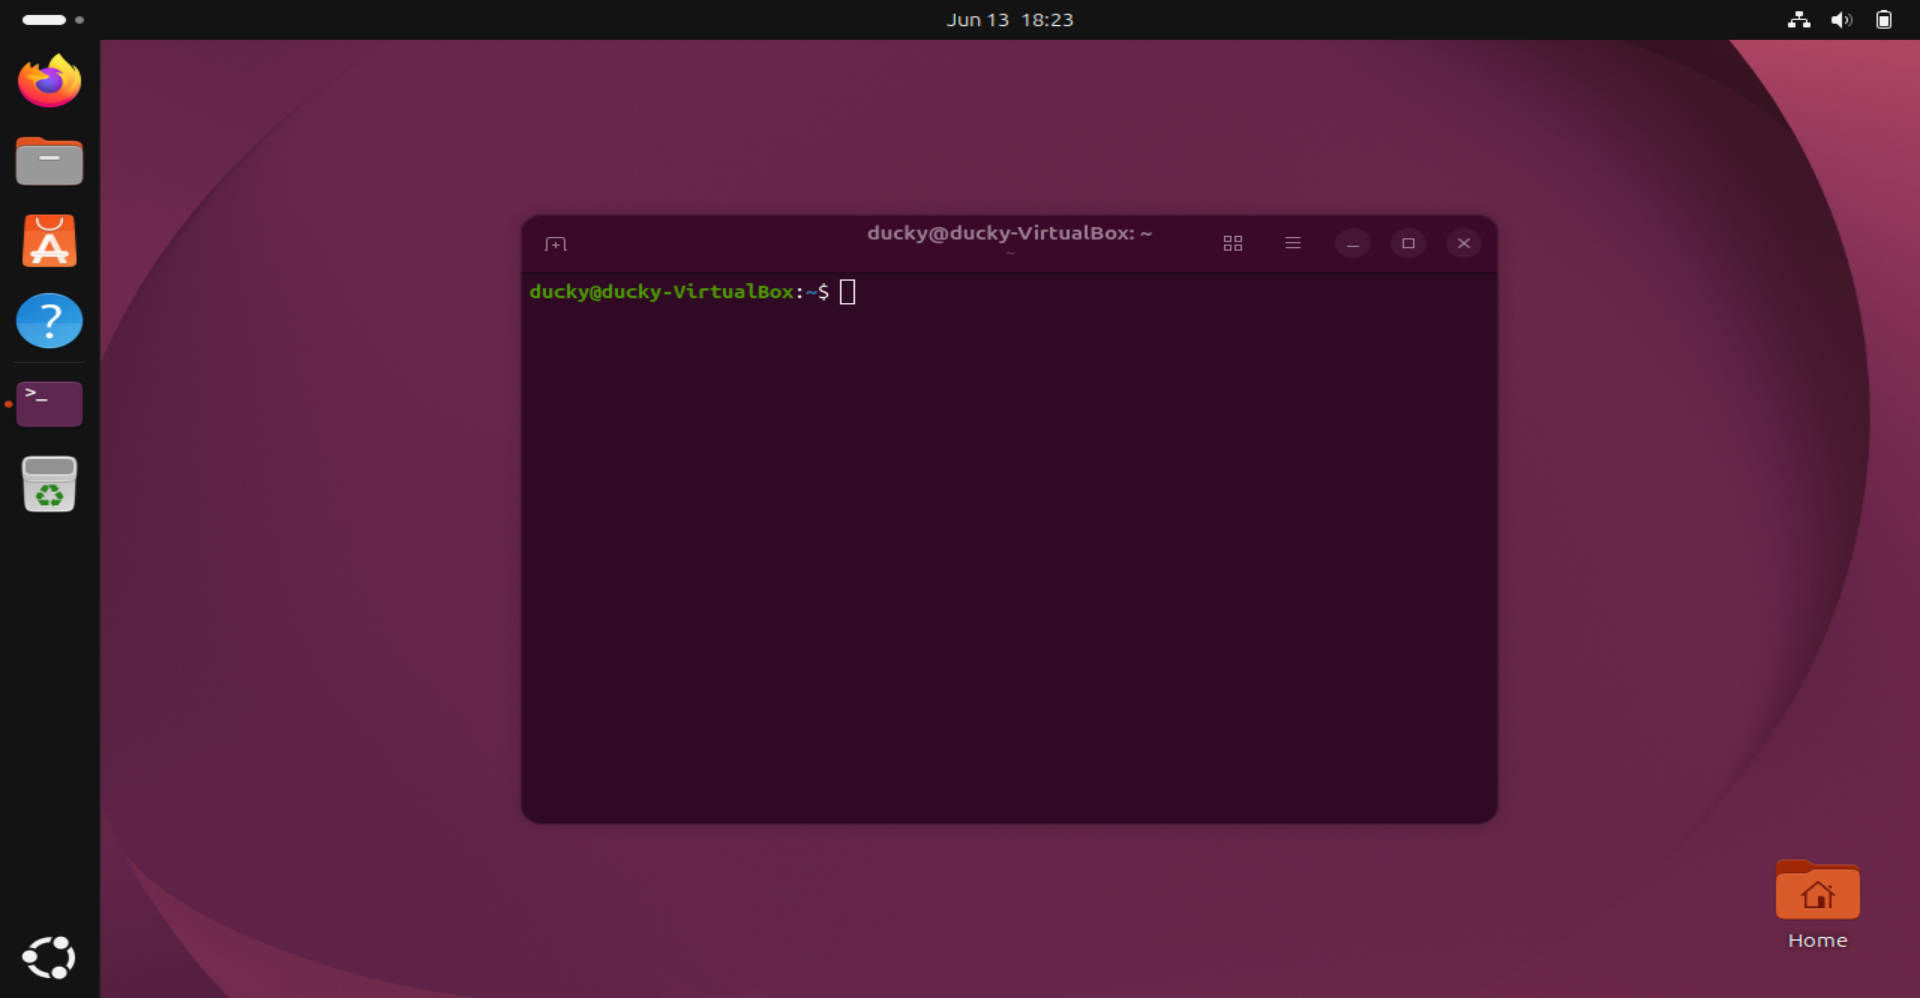 Jun 13 18:23
ducky@ducky-VirtualBox: ~
~
ducky@ducky-VirtualBox:~$
Home